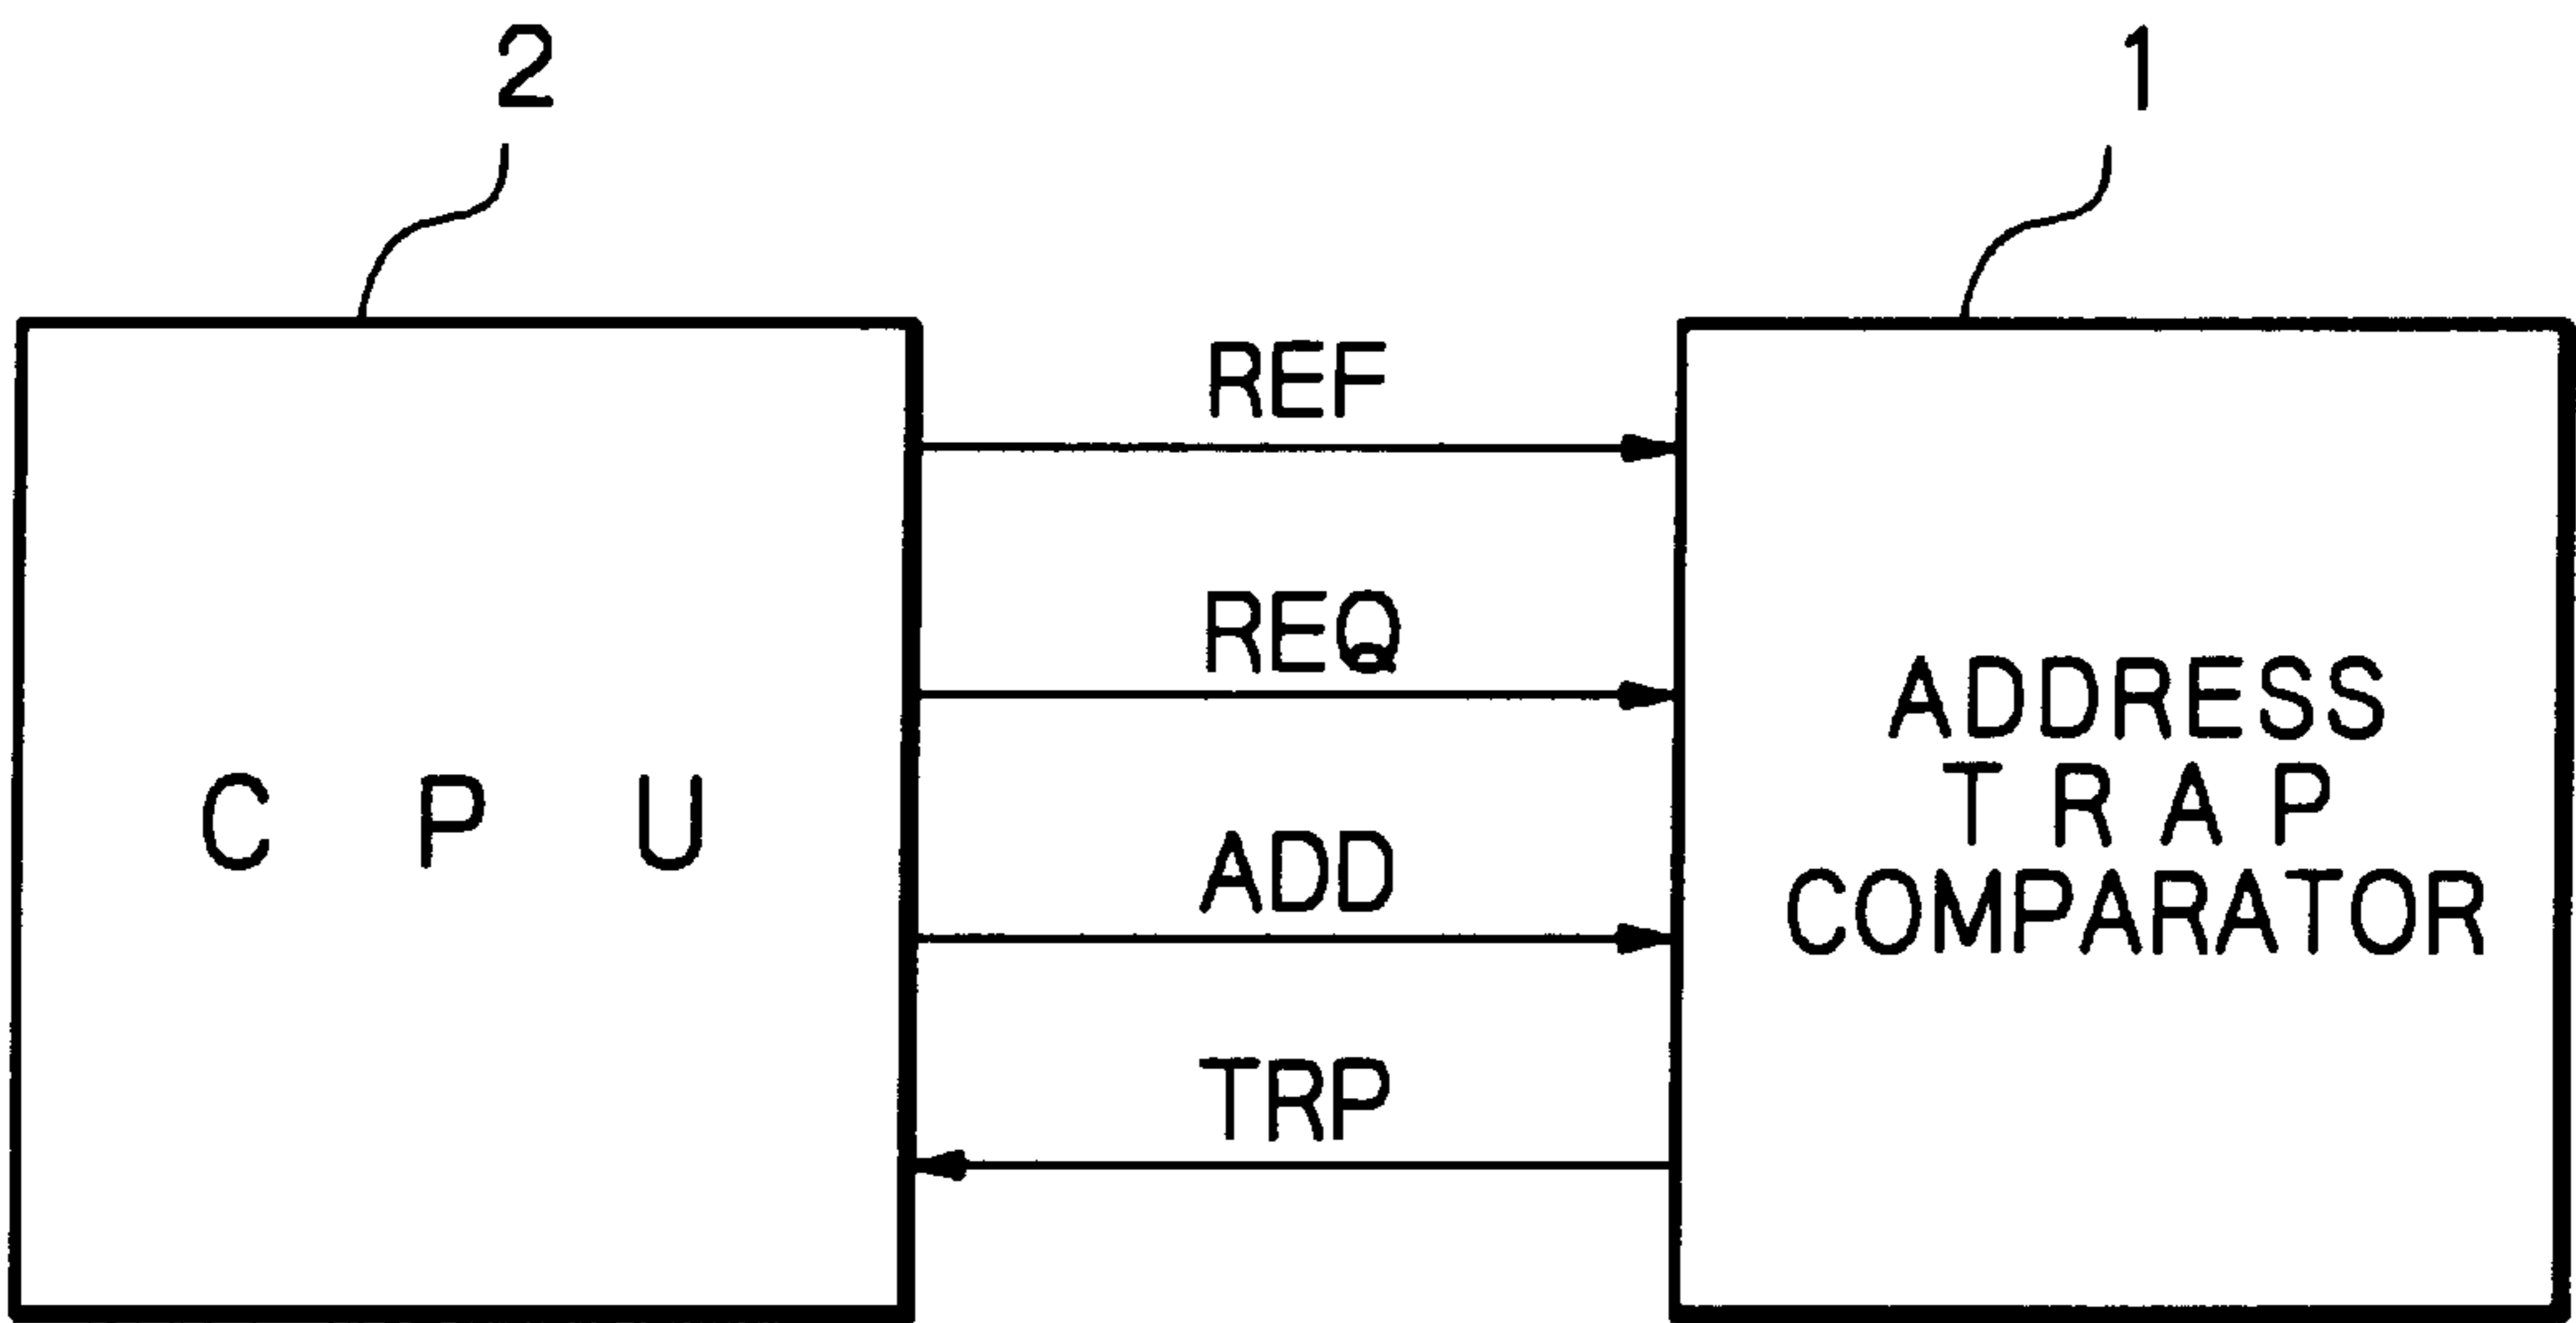 2
1
REF
REQ
ADD
TRP
C P U
ADDRESS
T R A P
COMPARATOR